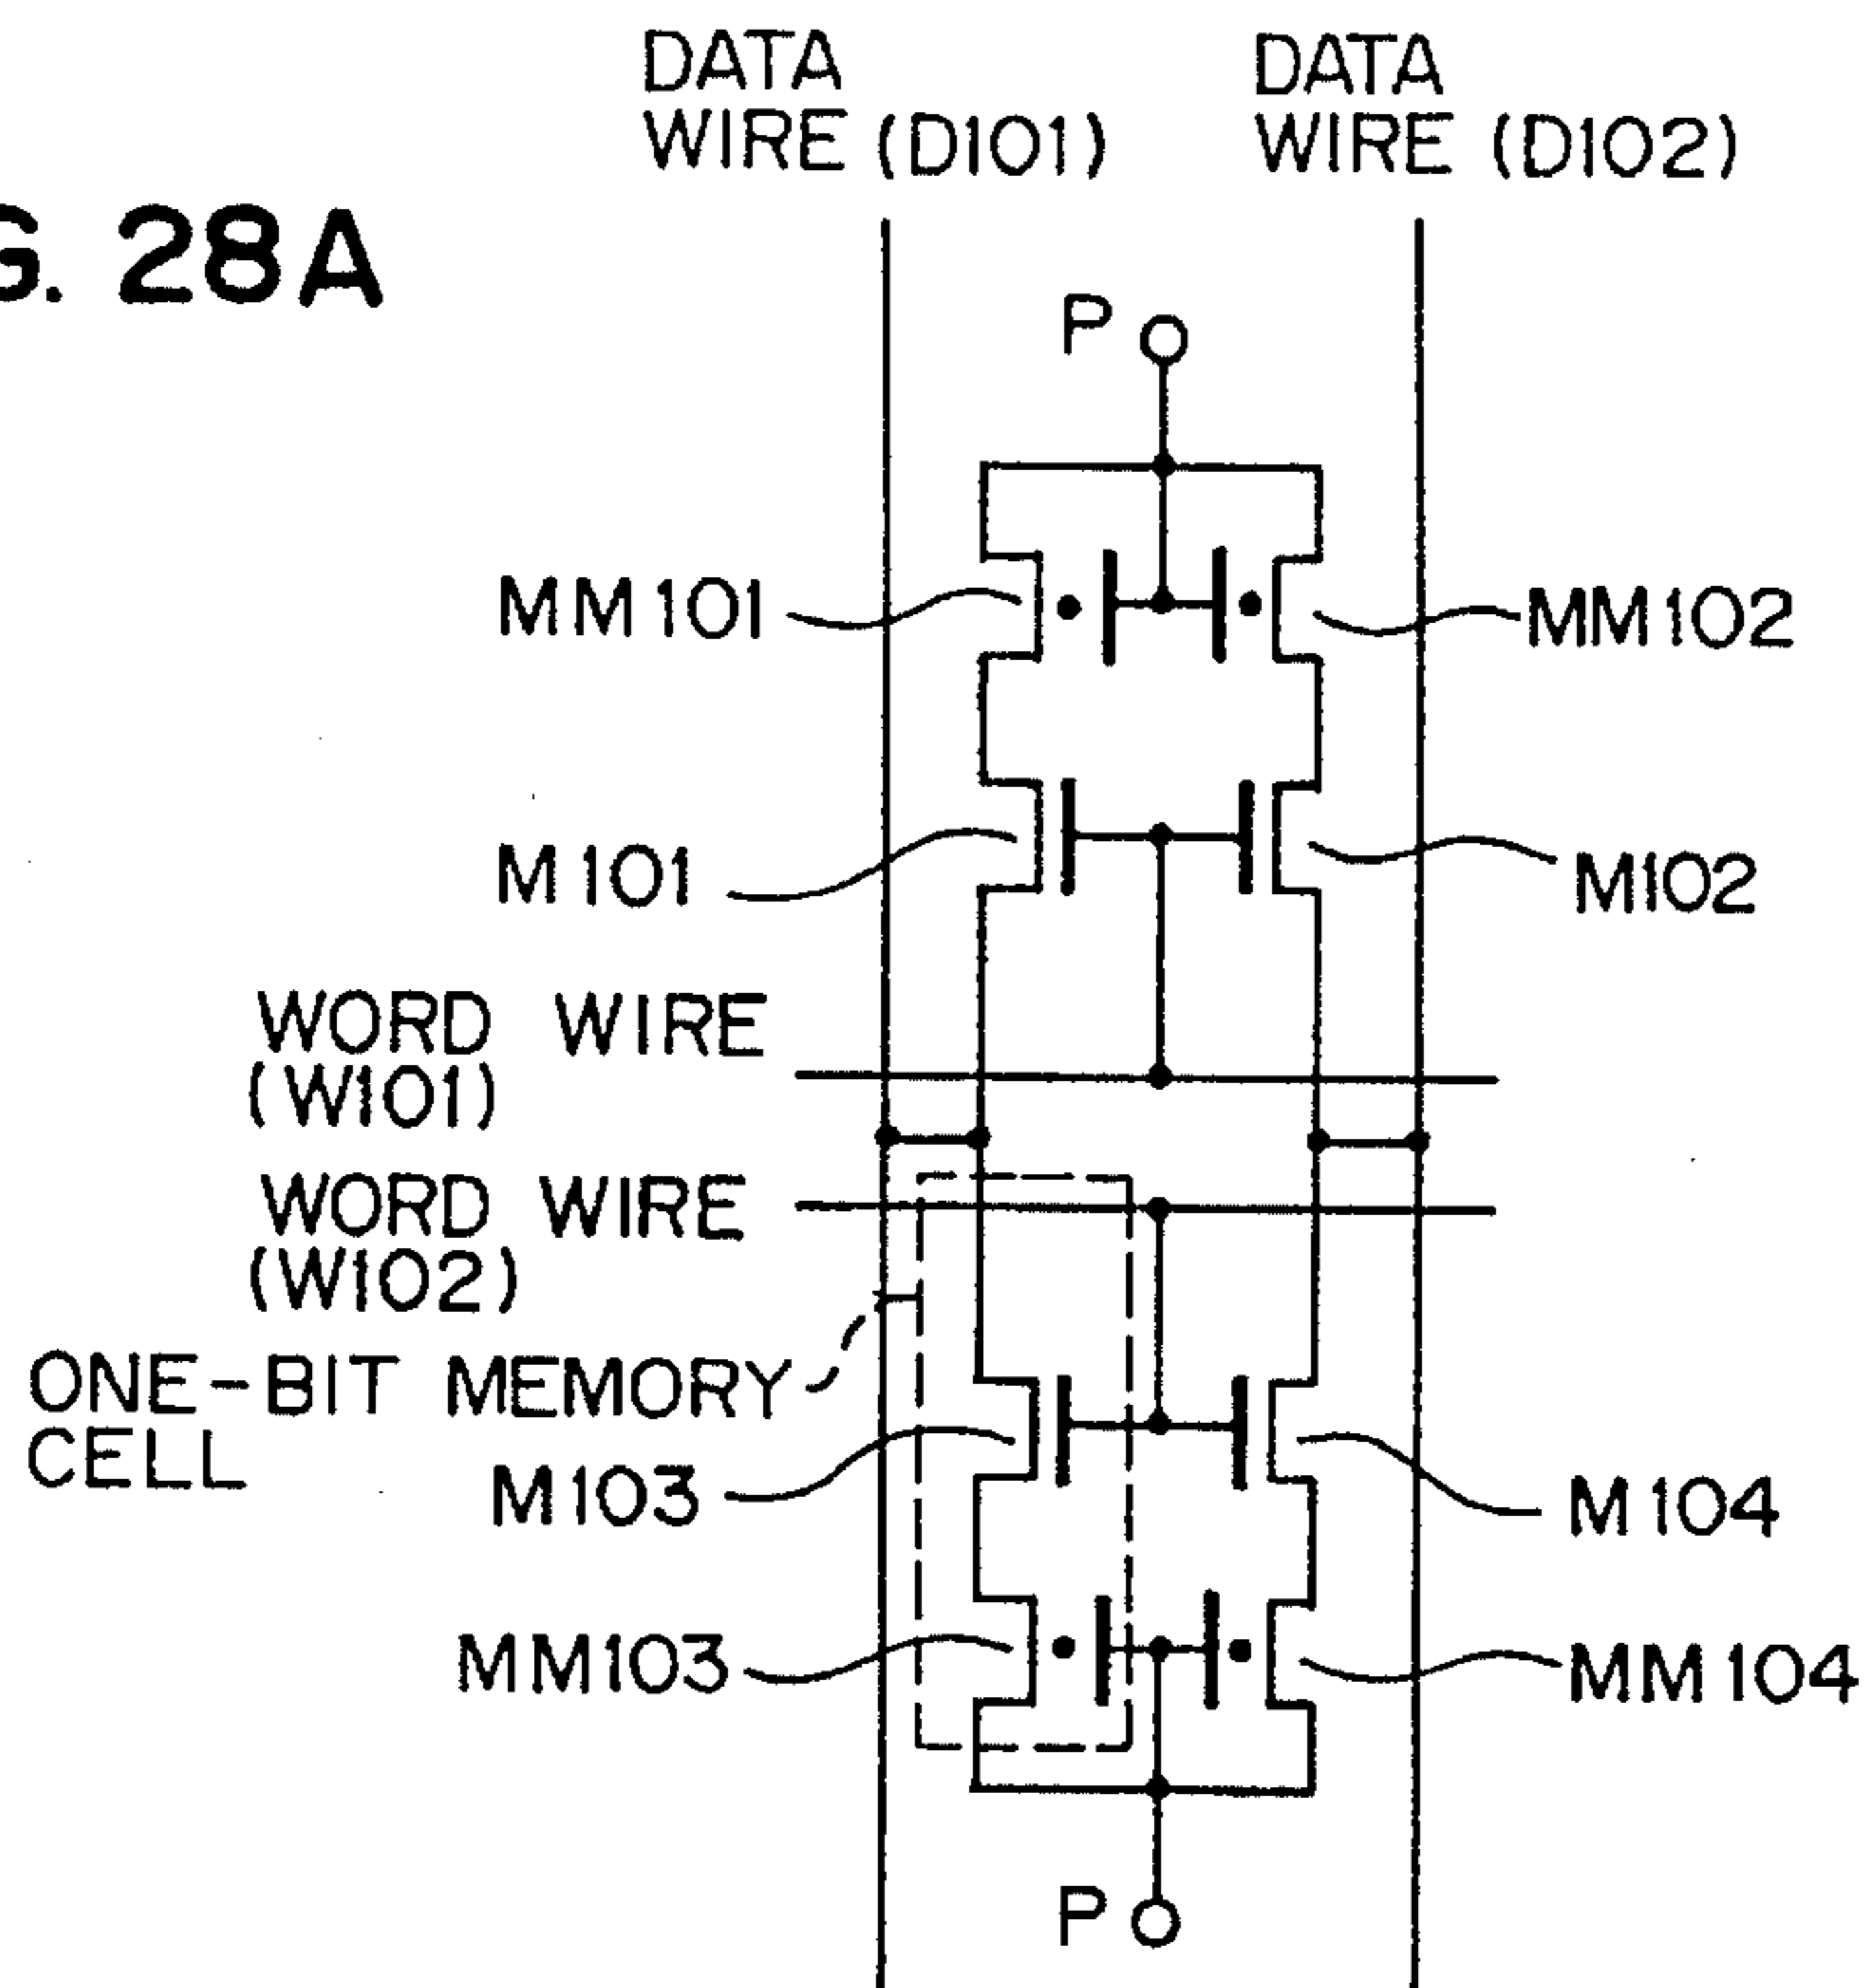 DATA
WIRE (D101)
DATA
WIRE (D102)
G. 28A
P
MM101
MM102
M101
M102
WORD WIRE
(W101)
WORD WIRE
(W102)
ONE-BIT MEMORY
CELL
M103
M104
MM103
MM104
P